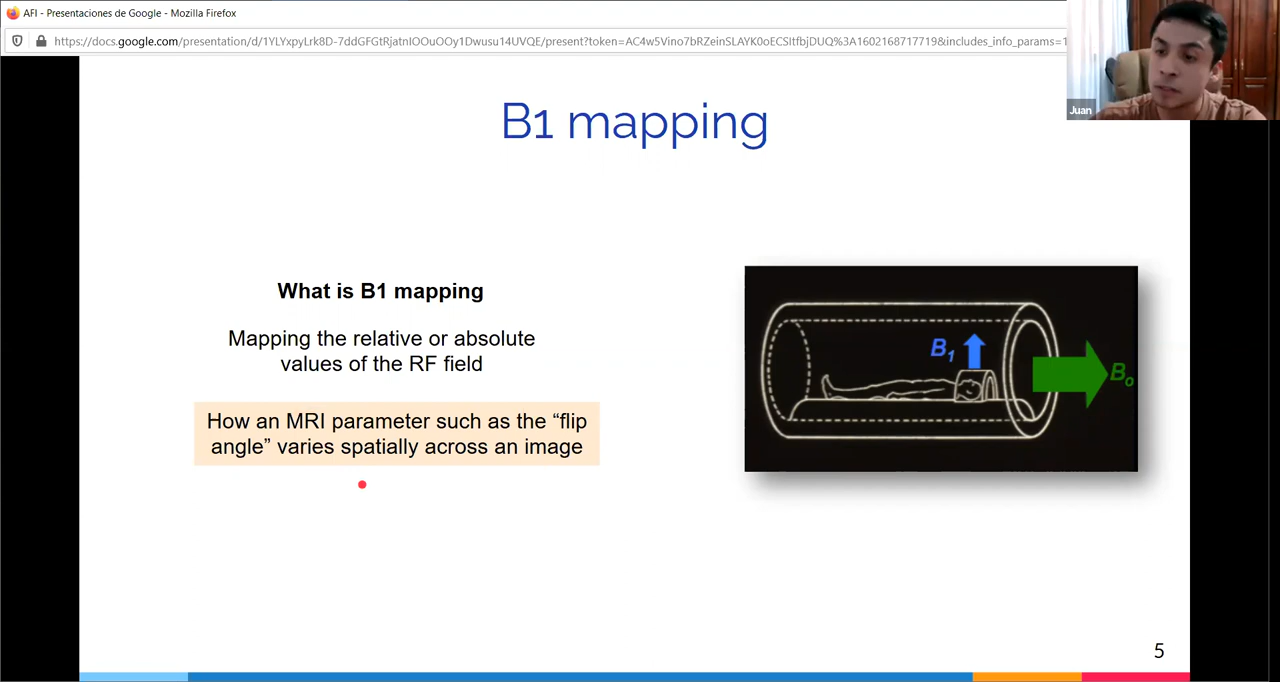 AFI - Presentaciones de Google - Mozilla Firefox
https://docs.google.com/presentation/d/1YLYxpyLrk8D-7ddGFGtRjatnIOOuOOy1Dwusu14UVQE/present?token=AC4w5Vino7bRZeinSLAYK0oECSItfbjDUQ%3A1602168717719&includes_info_params=1
Juan
B1 mapping
What is B1 mapping
Mapping the relative or absolute
values of the RF field
How an MRI parameter such as the “flip
angle” varies spatially across an image
B1
Bo
5